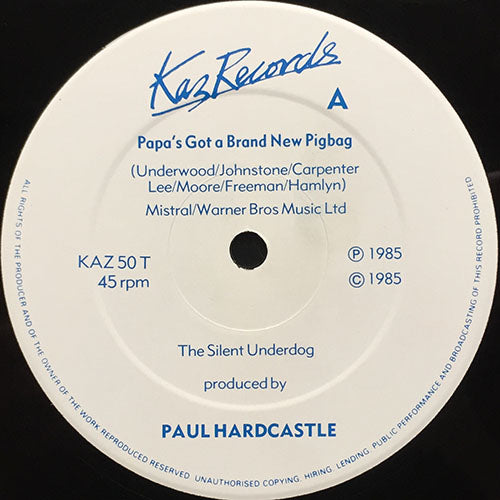 Kaz Records
A
Papa's Got a Brand New Pigbag
(Underwood/Johnstone/Carpenter
Lee/Moore/Freeman/Hamlyn)
Mistral/Warner Bros Music Ltd
KAZ 50 T
45 rpm
Ⓟ 1985
© 1985
The Silent Underdog
produced by
PAUL HARDCASTLE
ALL RIGHTS OF THE PRODUCER AND OF THE OWNER OF THE WORK REPRODUCED RESERVED. UNAUTHORISED COPYING, HIRING, LENDING, PUBLIC PERFORMANCE AND BROADCASTING OF THIS RECORD PROHIBITED